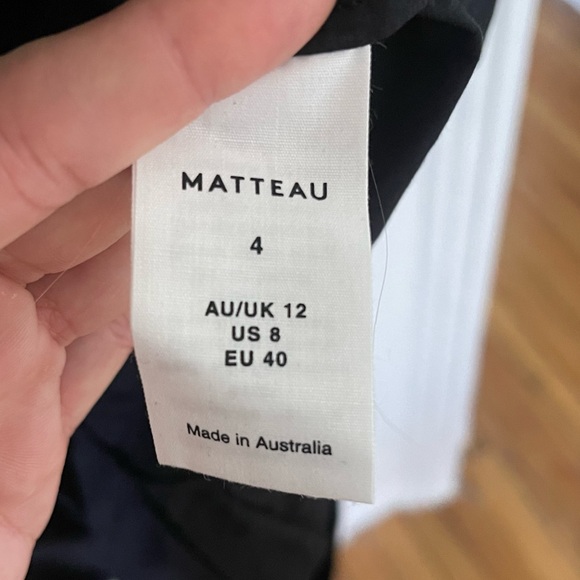 MATTEAU
4
AU/UK 12
US 8
EU 40
Made in Australia